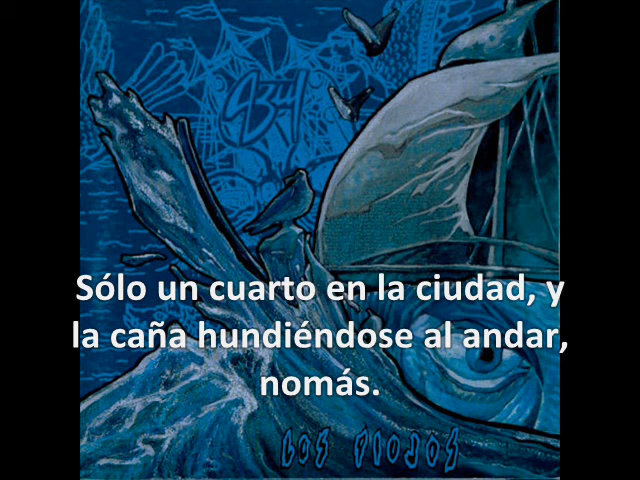 Sólo un cuarto en la ciudad, y
la caña hundiéndose al andar,
nomás.
LOS PIOJOS